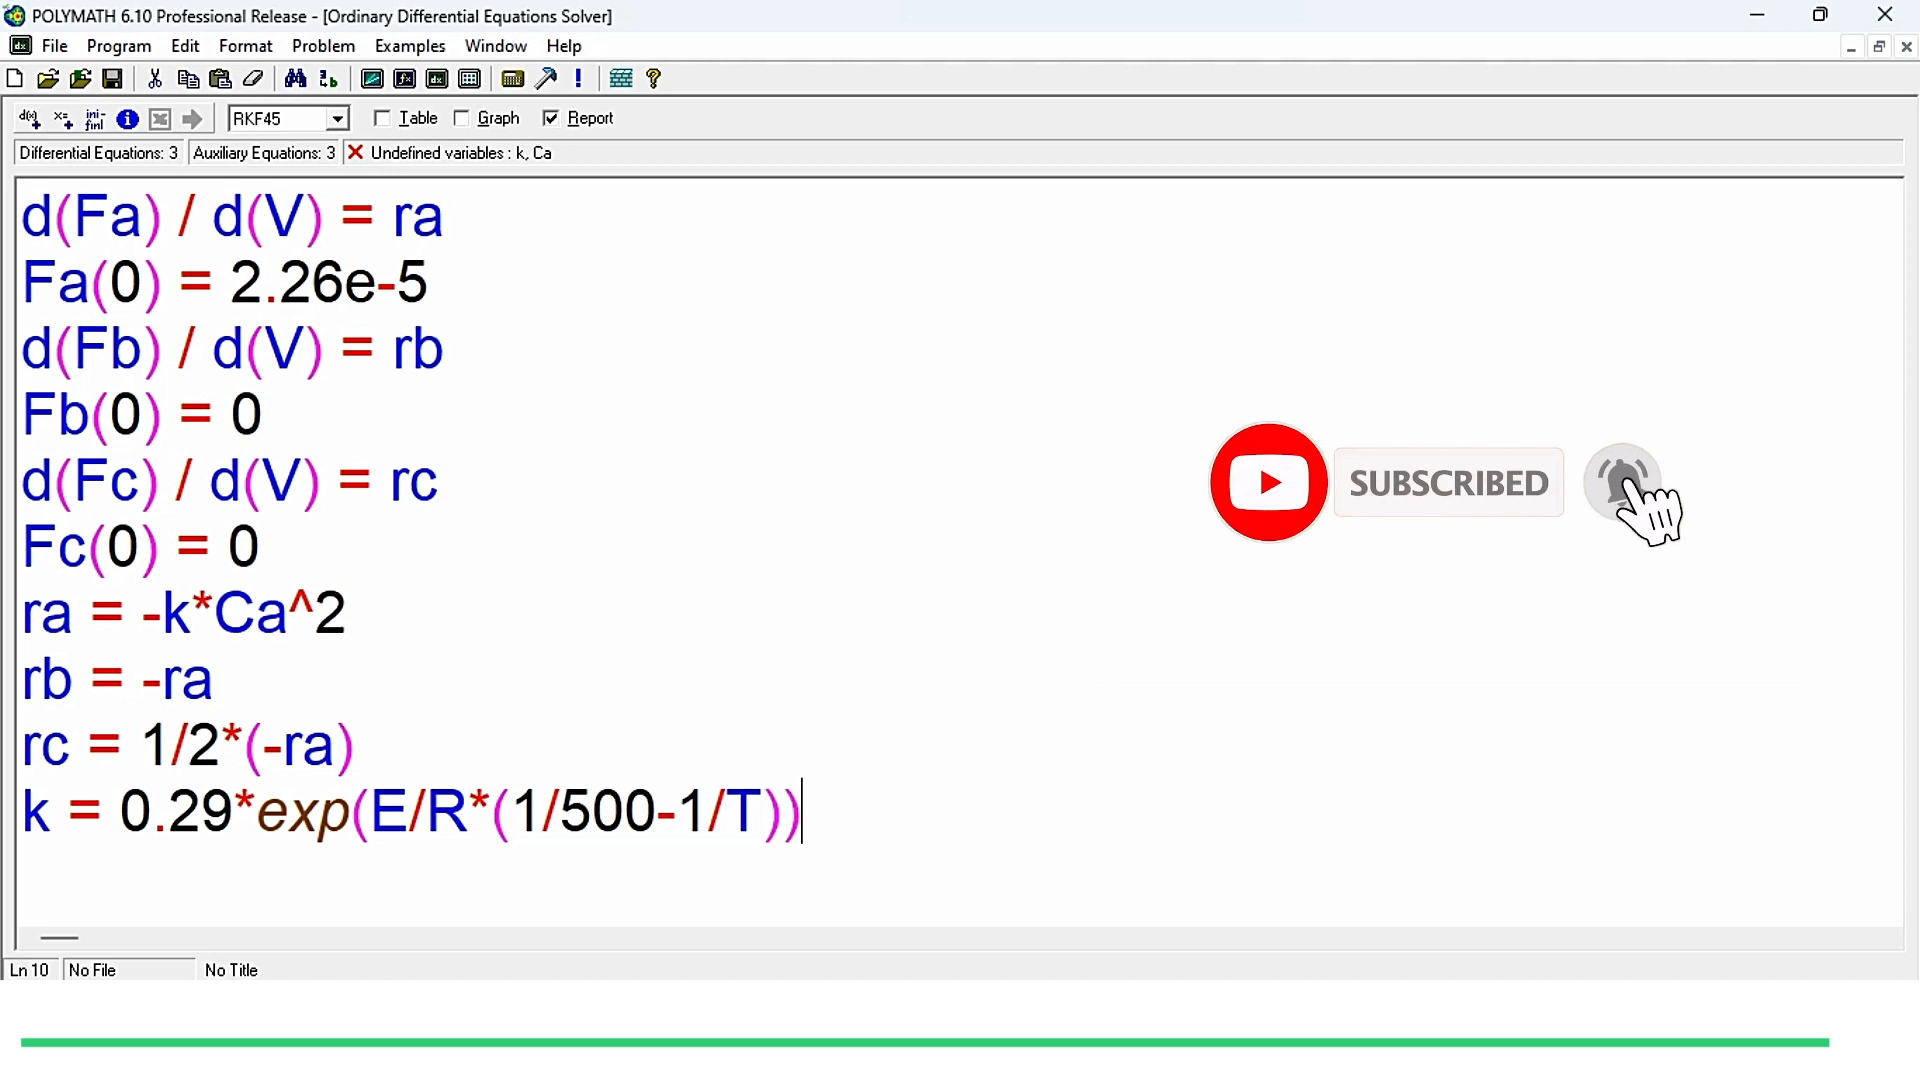 POLYMATH 6.10 Professional Release - [Ordinary Differential Equations Solver]
File Program Edit Format Problem Examples Window Help
RKF45 Table Graph Report
Differential Equations: 3 Auxiliary Equations: 3 Undefined variables : k, Ca
d(Fa) / d(V) = ra
Fa(0) = 2.26e-5
d(Fb) / d(V) = rb
Fb(0) = 0
d(Fc) / d(V) = rc
Fc(0) = 0
ra = -k*Ca^2
rb = -ra
rc = 1/2*(-ra)
k = 0.29*exp(E/R*(1/500-1/T))
SUBSCRIBED
Ln 10 No File No Title